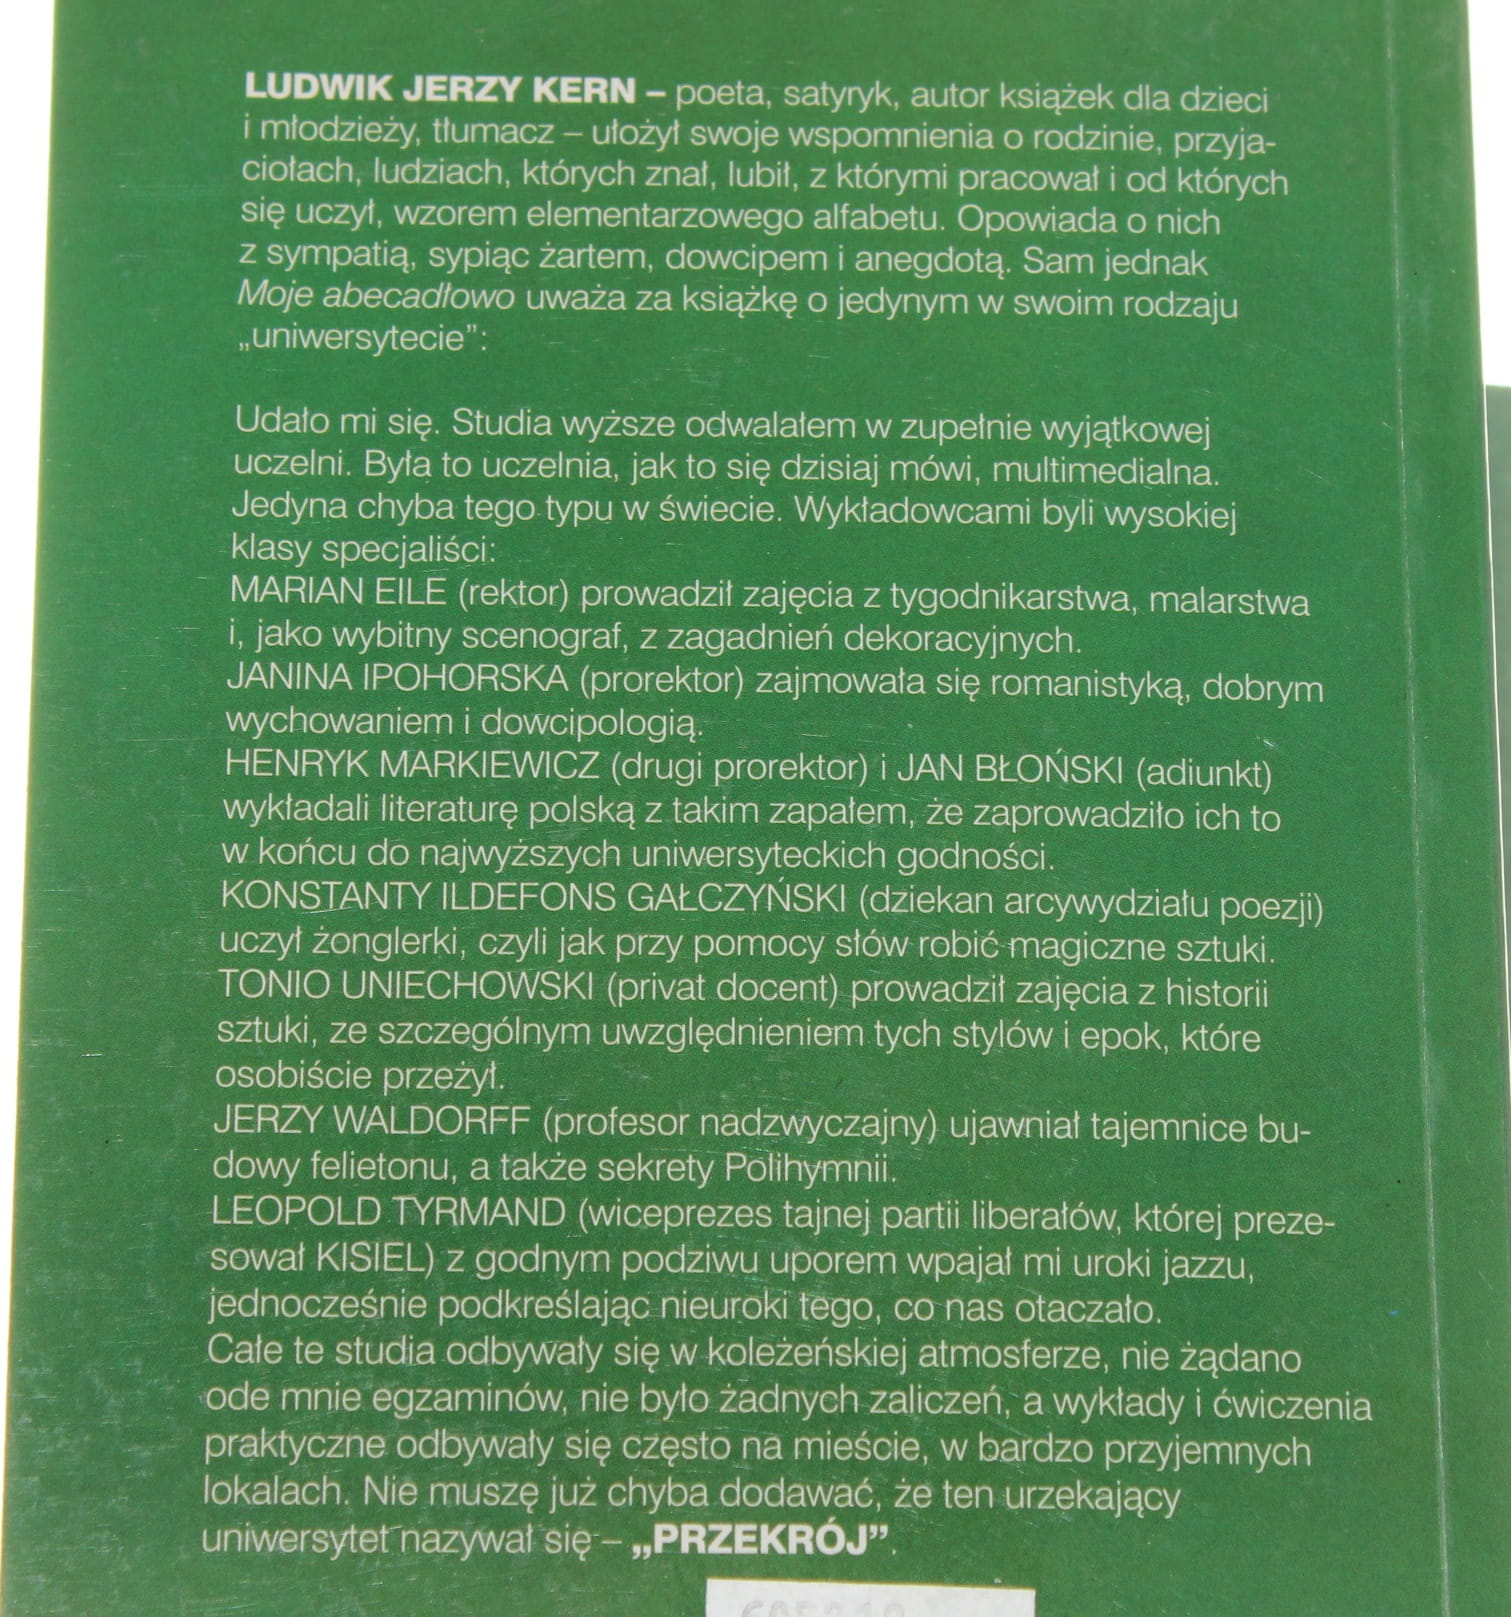 LUDWIK JERZY KERN – poeta, satyryk, autor książek dla dzieci
i młodzieży, tłumacz – ułożył swoje wspomnienia o rodzinie, przyja-
ciołach, ludziach, których znał, lubił, z którymi pracował i od których
się uczył, wzorem elementarzowego alfabetu. Opowiada o nich
z sympatią, sypiąc żartem, dowcipem i anegdotą. Sam jednak
Moje abecadłowo uważa za książkę o jedynym w swoim rodzaju
„uniwersytecie”:
Udało mi się. Studia wyższe odwalałem w zupełnie wyjątkowej
uczelni. Była to uczelnia, jak to się dzisiaj mówi, multimedialna.
Jedyna chyba tego typu w świecie. Wykładowcami byli wysokiej
klasy specjaliści:
MARIAN EILE (rektor) prowadził zajęcia z tygodnikarstwa, malarstwa
i, jako wybitny scenograf, z zagadnień dekoracyjnych.
JANINA IPOHORSKA (prorektor) zajmowała się romanistyką, dobrym
wychowaniem i dowcipologią.
HENRYK MARKIEWICZ (drugi prorektor) i JAN BŁOŃSKI (adiunkt)
wykładali literaturę polską z takim zapałem, że zaprowadziło ich to
w końcu do najwyższych uniwersyteckich godności.
KONSTANTY ILDEFONS GAŁCZYŃSKI (dziekan arcywydziału poezji)
uczył żonglerki, czyli jak przy pomocy słów robić magiczne sztuki.
TONIO UNIECHOWSKI (privat docent) prowadził zajęcia z historii
sztuki, ze szczególnym uwzględnieniem tych stylów i epok, które
osobiście przeżył.
JERZY WALDORFF (profesor nadzwyczajny) ujawniał tajemnice bu-
dowy felietonu, a także sekrety Polihymnii.
LEOPOLD TYRMAND (wiceprezes tajnej partii liberałów, której preze-
sował KISIEL) z godnym podziwu uporem wpajał mi uroki jazzu,
jednocześnie podkreślając nieuroki tego, co nas otaczało.
Całe te studia odbywały się w koleżeńskiej atmosferze, nie żądano
ode mnie egzaminów, nie było żadnych zaliczeń, a wykłady i ćwiczenia
praktyczne odbywały się często na mieście, w bardzo przyjemnych
lokalach. Nie muszę już chyba dodawać, że ten urzekający
uniwersytet nazywał się – „PRZEKRÓJ”.